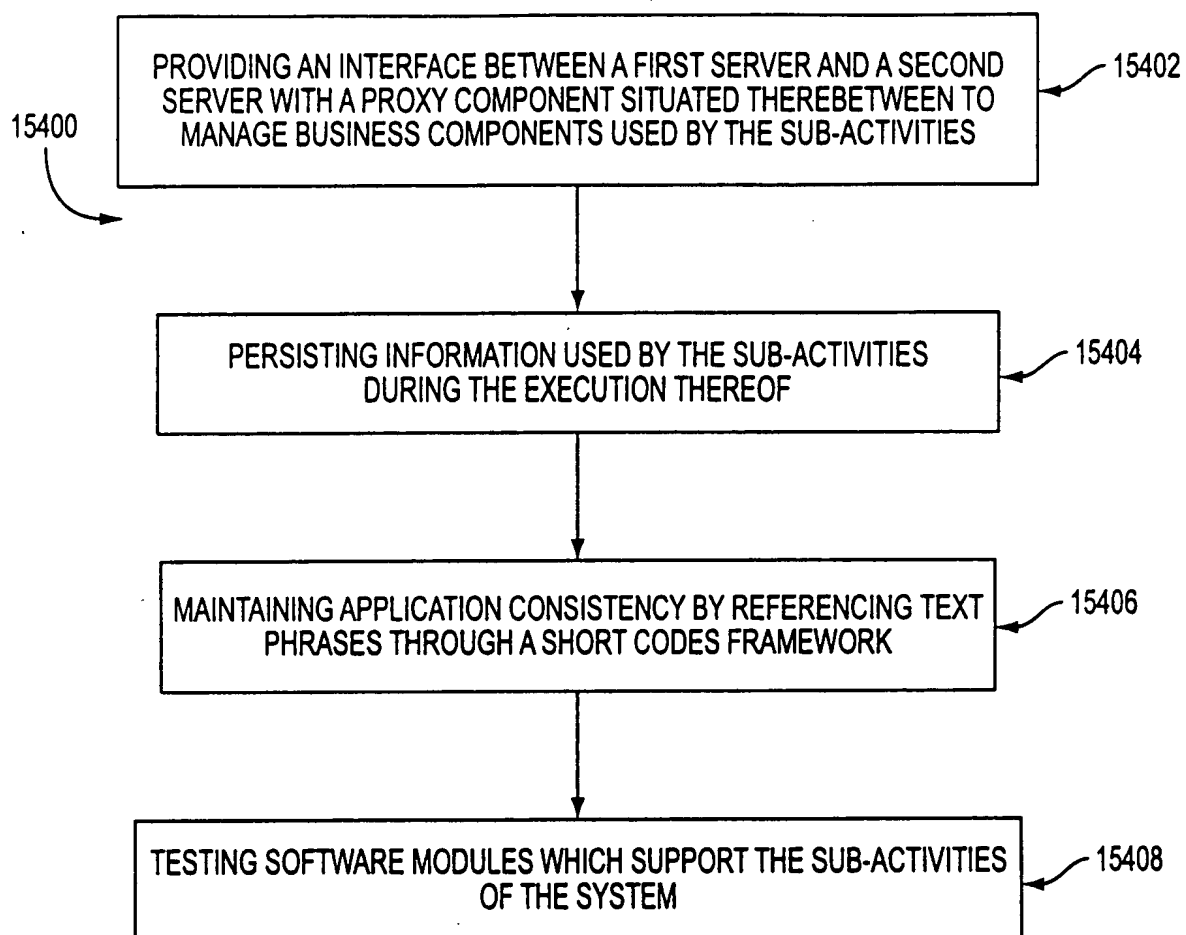 PROVIDING AN INTERFACE BETWEEN A FIRST SERVER AND A SECOND
SERVER WITH A PROXY COMPONENT SITUATED THEREBETWEEN TO
MANAGE BUSINESS COMPONENTS USED BY THE SUB-ACTIVITIES
15402
15400
PERSISTING INFORMATION USED BY THE SUB-ACTIVITIES
DURING THE EXECUTION THEREOF
15404
MAINTAINING APPLICATION CONSISTENCY BY REFERENCING TEXT
PHRASES THROUGH A SHORT CODES FRAMEWORK
15406
TESTING SOFTWARE MODULES WHICH SUPPORT THE SUB-ACTIVITIES
OF THE SYSTEM
15408